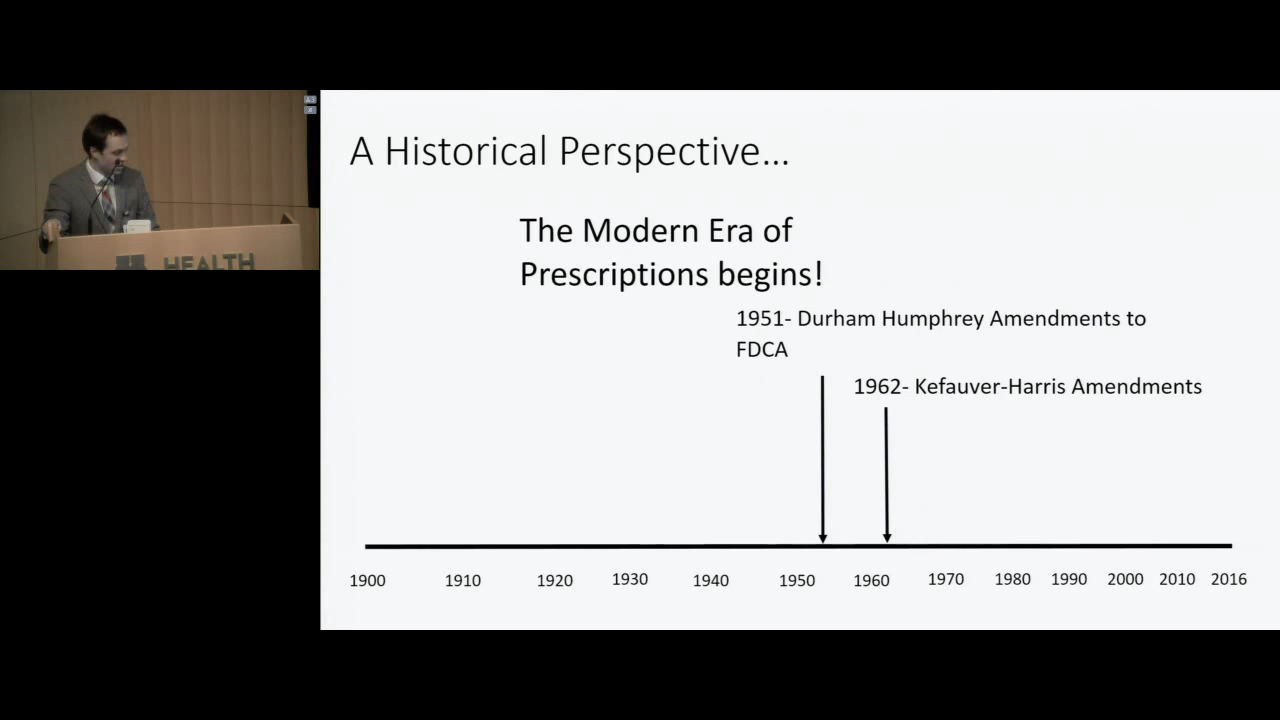 A Historical Perspective...
The Modern Era of
Prescriptions begins!
1951- Durham Humphrey Amendments to
FDCA
1962- Kefauver-Harris Amendments
1900 1910 1920 1930 1940 1950 1960 1970 1980 1990 2000 2010 2016
HEALTH